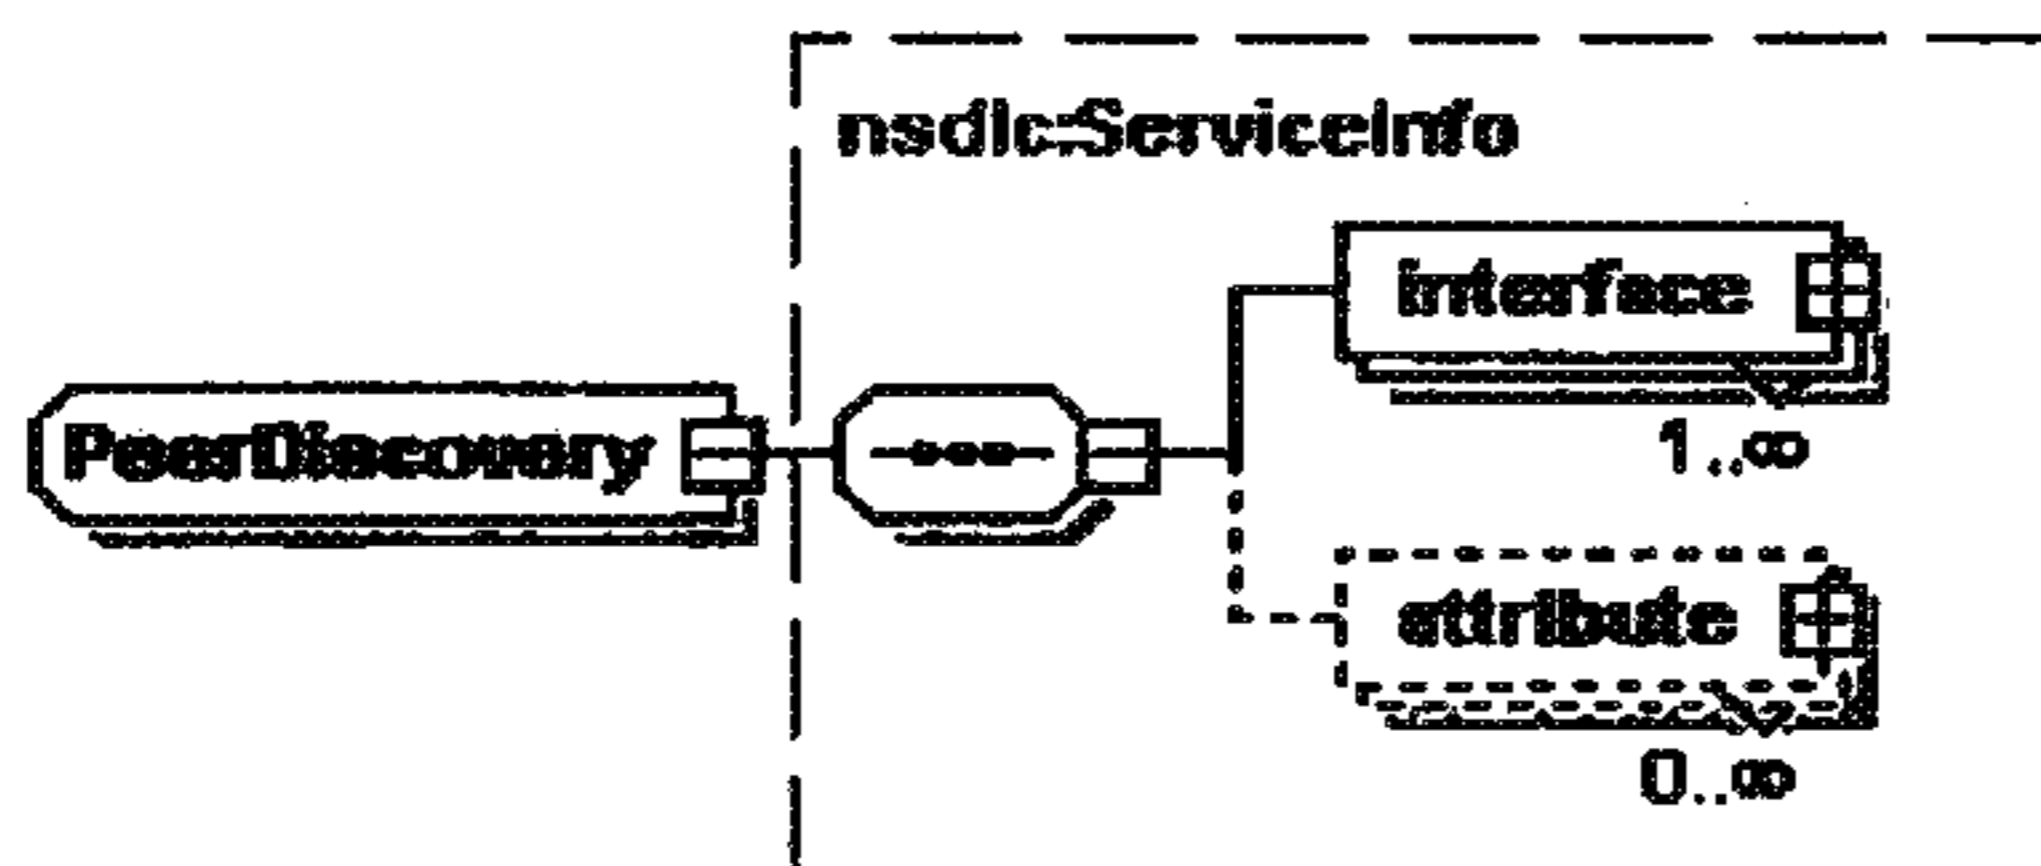 nsdlc:ServiceInfo
interface
1..∞
PeerDiscovery
attribute
0..∞